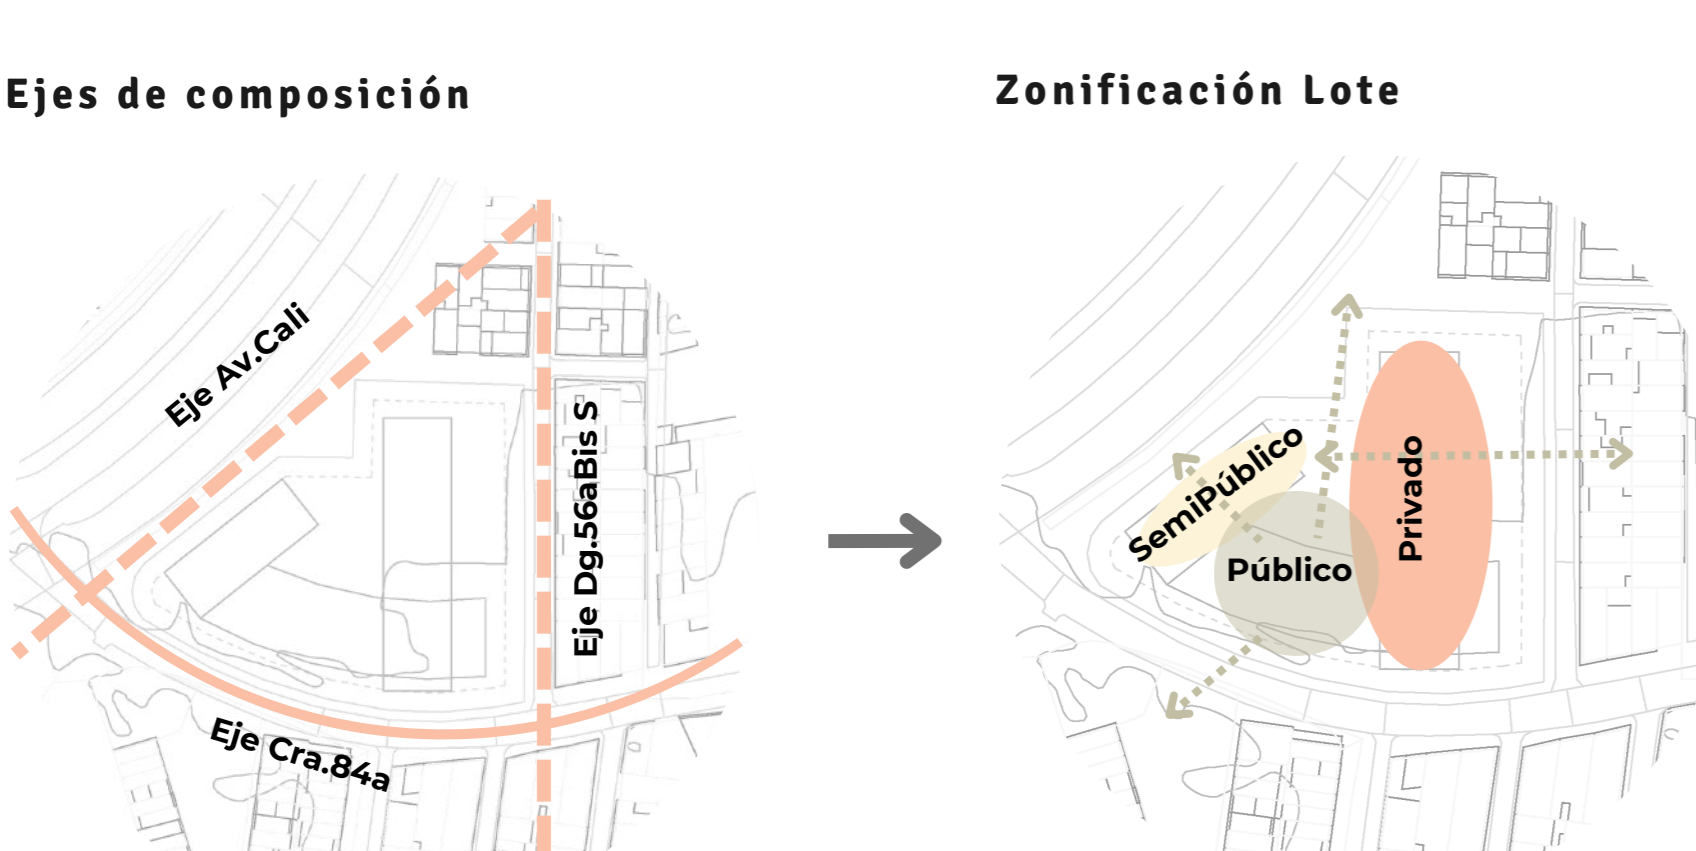 Ejes de composición
Zonificación Lote
Eje Av.Cali
Eje Dg.56aBis S
Eje Cra.84a
SemiPúblico
Público
Privado